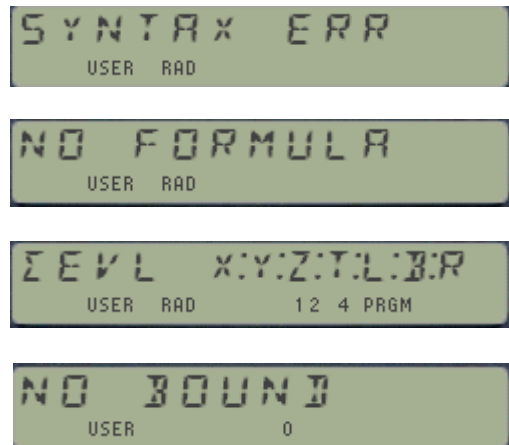 SYNTAX ERR
USER RAD
NO FORMULA
USER RAD
ΣEVL X:Y:Z:T:L:B:R
USER RAD 12 4 PRGM
NO BOUND
USER 0